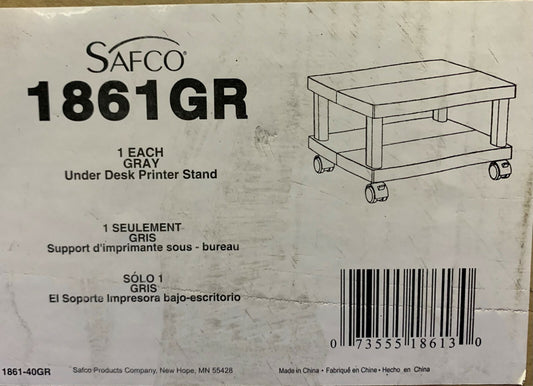 SAFCO®
1861GR
1 EACH
GRAY
Under Desk Printer Stand
1 SEULEMENT
GRIS
Support d'imprimante sous - bureau
SÓLO 1
GRIS
El Soporte Impresora bajo-escritorio
0 73555 18613 0
1861-40GR
Safco Products Company, New Hope, MN 55428
Made in China • Fabriqué en Chine • Hecho en China